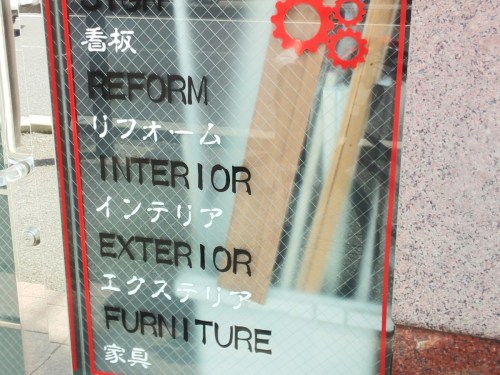 SIGN
看板
REFORM
リフォーム
INTERIOR
インテリア
EXTERIOR
エクステリア
FURNITURE
家具